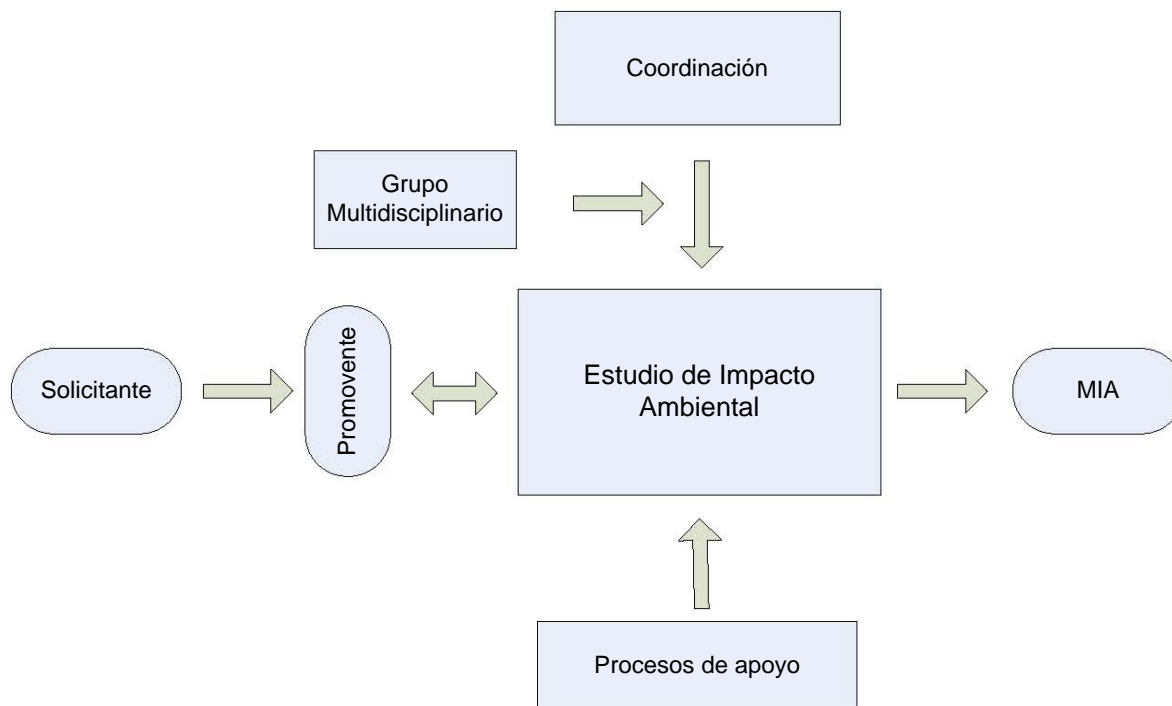 Coordinación
Grupo
Multidisciplinario
Solicitante
Promovente
Estudio de Impacto
Ambiental
MIA
Procesos de apoyo